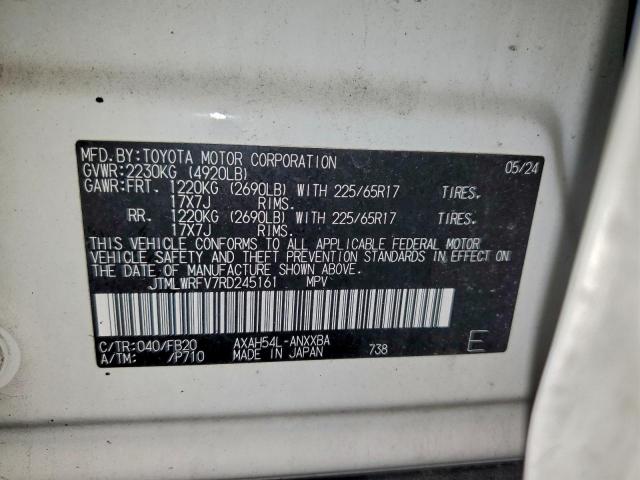 MFD.BY:TOYOTA MOTOR CORPORATION 05/24
GVWR:2230KG (4920LB)
GAWR:FRT. 1220KG (2690LB) WITH 225/65R17 TIRES.
17X7J RIMS.
RR. 1220KG (2690LB) WITH 225/65R17 TIRES.
17X7J RIMS.
THIS VEHICLE CONFORMS TO ALL APPLICABLE FEDERAL MOTOR
VEHICLE SAFETY AND THEFT PREVENTION STANDARDS IN EFFECT ON
THE DATE OF MANUFACTURE SHOWN ABOVE.
JTMLWRFV7RD245161 MPV
C/TR:040/FB20 AXAH54L-ANXXBA
A/TM: /P710 MADE IN JAPAN 738 E